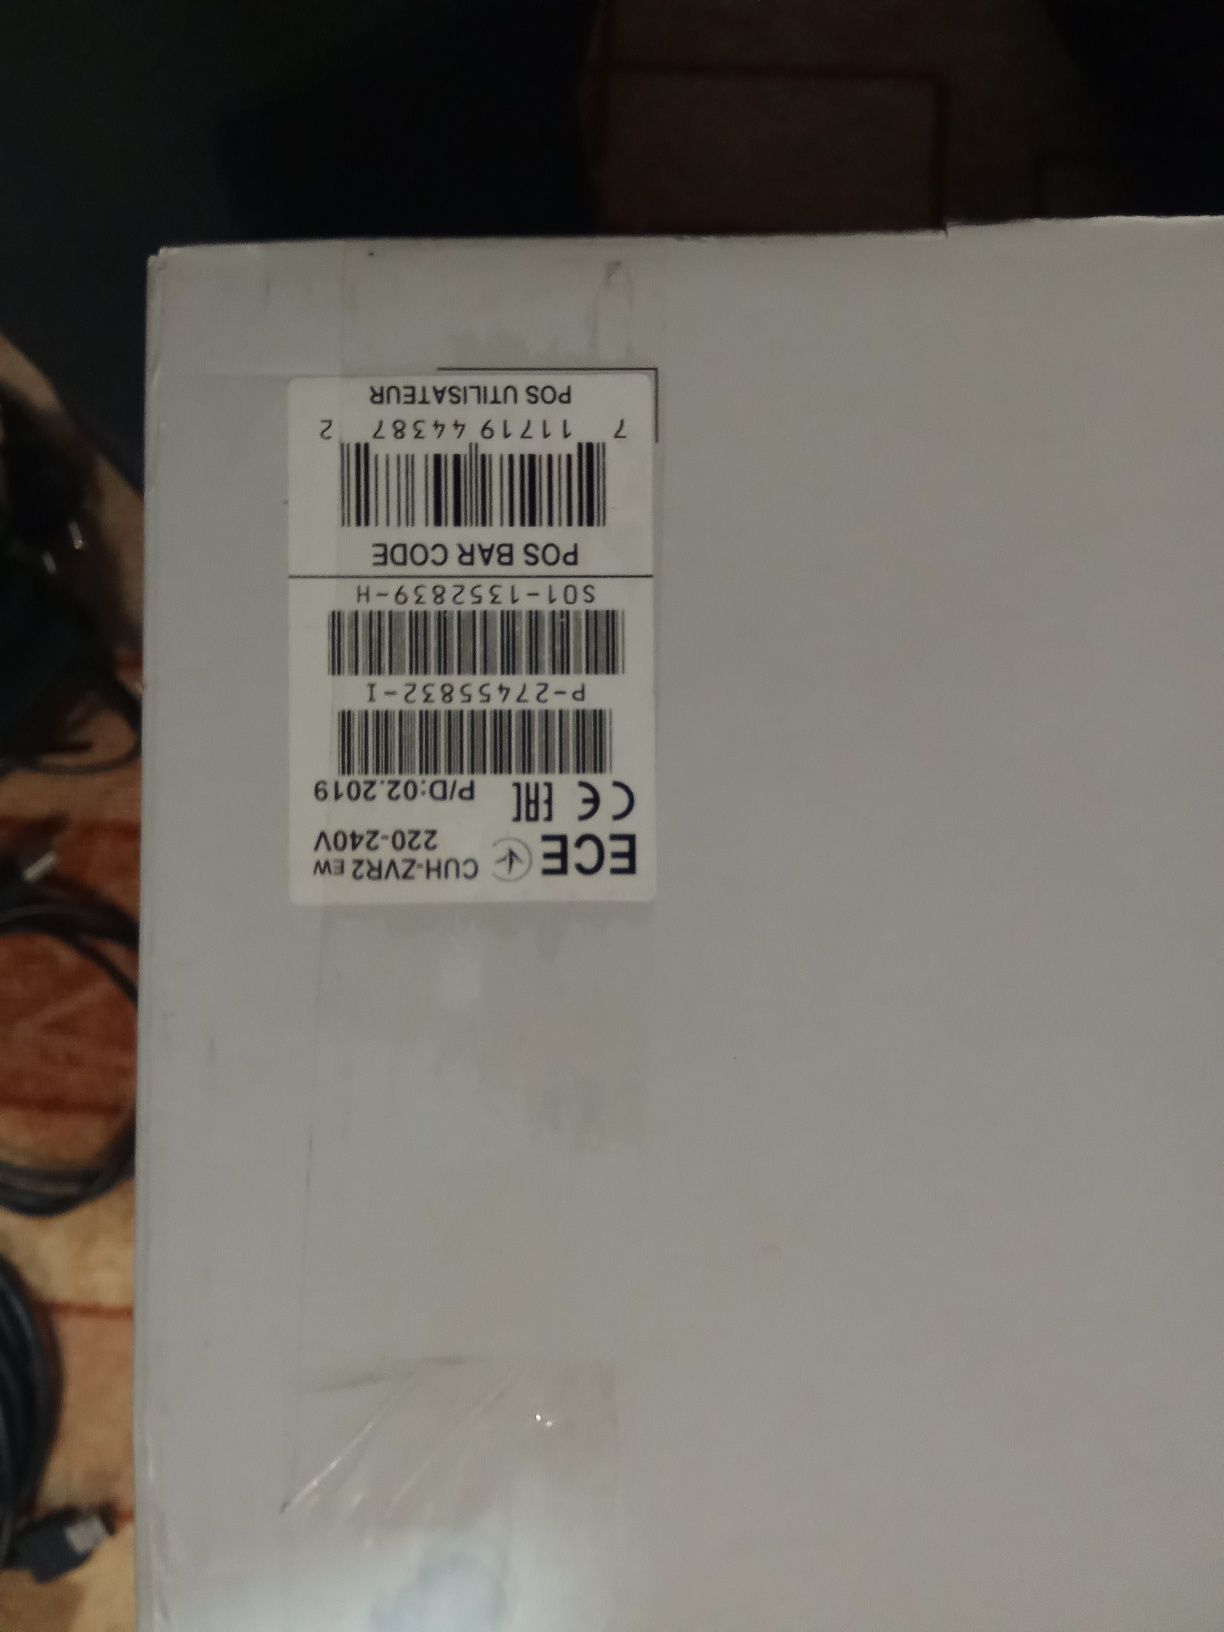 ECE CUH-ZVR2 EW
220-240V
CE EAC P/D:02.2019
P-27455832-I
S01-1352839-H
POS BAR CODE
7 11719 44387 2
POS UTILISATEUR